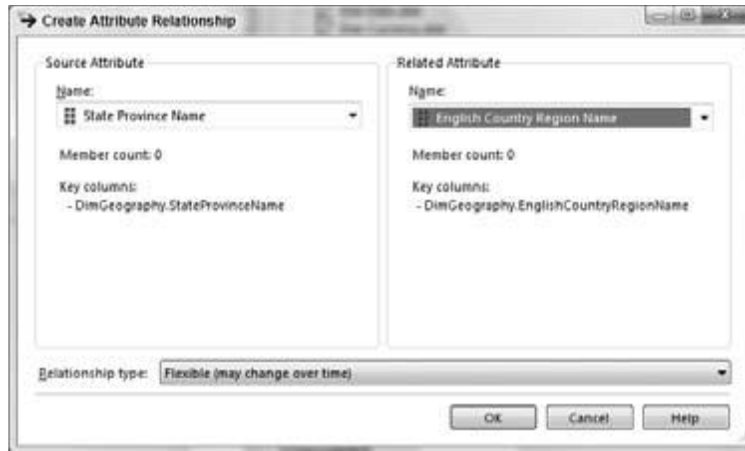 Create Attribute Relationship
Source Attribute
Name:
State Province Name
Member count: 0
Key columns:
- DimGeography.StateProvinceName
Related Attribute
Name:
English Country Region Name
Member count: 0
Key columns:
- DimGeography.EnglishCountryRegionName
Relationship type: Flexible (may change over time)
OK Cancel Help